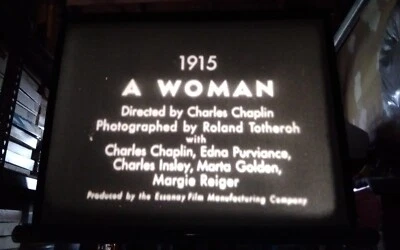 1915
A WOMAN
Directed by Charles Chaplin
Photographed by Roland Totheroh
with
Charles Chaplin, Edna Purviance,
Charles Insley, Marta Golden,
Margie Reiger
Produced by the Essanay Film Manufacturing Company